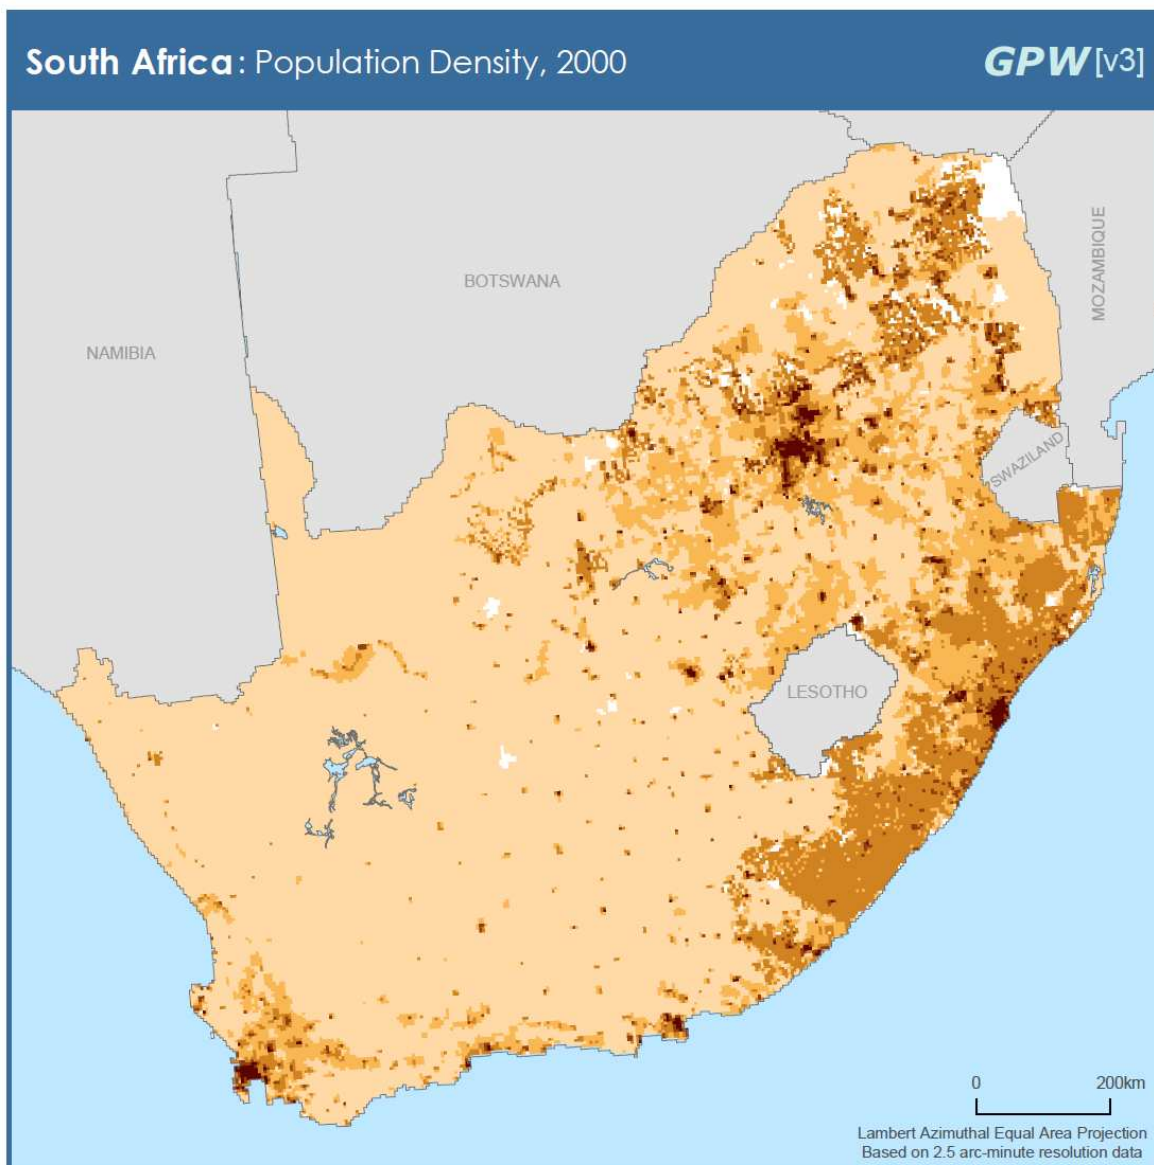 South Africa: Population Density, 2000
GPW [v3]
BOTSWANA
NAMIBIA
MOZAMBIQUE
SWAZILAND
LESOTHO
0 200km
Lambert Azimuthal Equal Area Projection
Based on 2.5 arc-minute resolution data